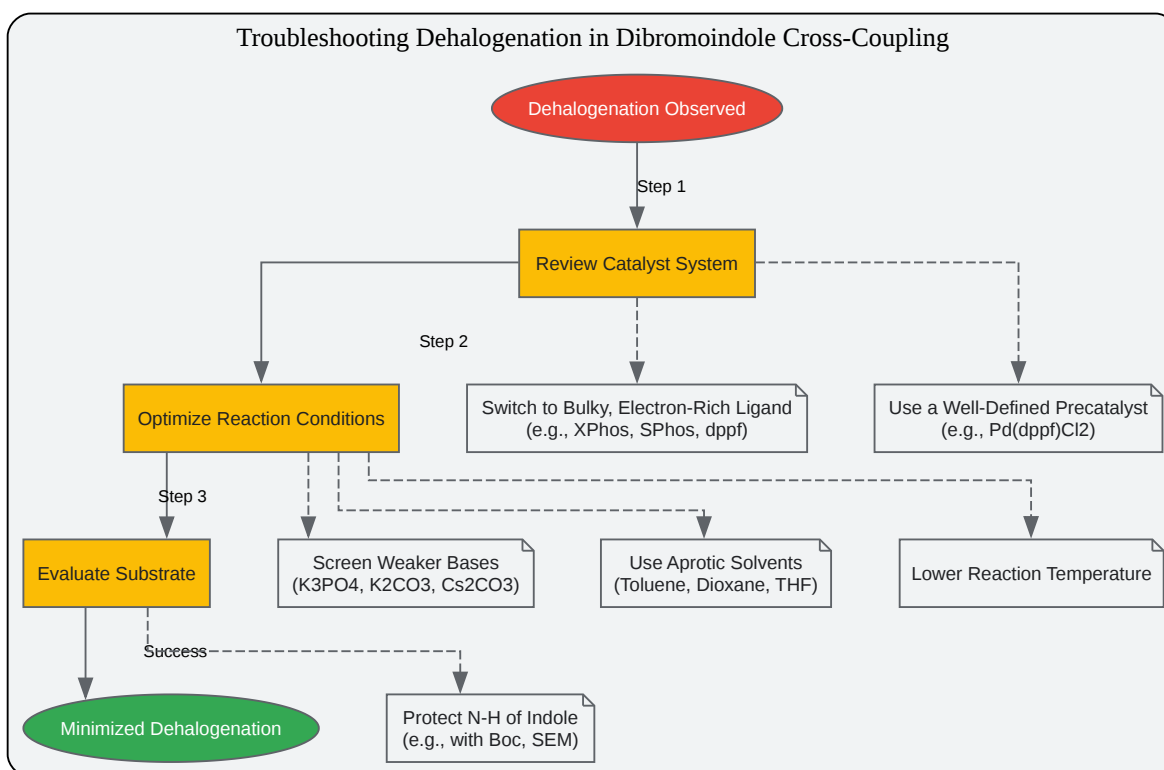 Troubleshooting Dehalogenation in Dibromoindole Cross-Coupling
Dehalogenation Observed
Step 1
Review Catalyst System
Step 2
Optimize Reaction Conditions
Switch to Bulky, Electron-Rich Ligand
(e.g., XPhos, SPhos, dppf)
Use a Well-Defined Precatalyst
(e.g., Pd(dppf)Cl2)
Step 3
Evaluate Substrate
Screen Weaker Bases
(K3PO4, K2CO3, Cs2CO3)
Use Aprotic Solvents
(Toluene, Dioxane, THF)
Lower Reaction Temperature
Success
Minimized Dehalogenation
Protect N-H of Indole
(e.g., with Boc, SEM)